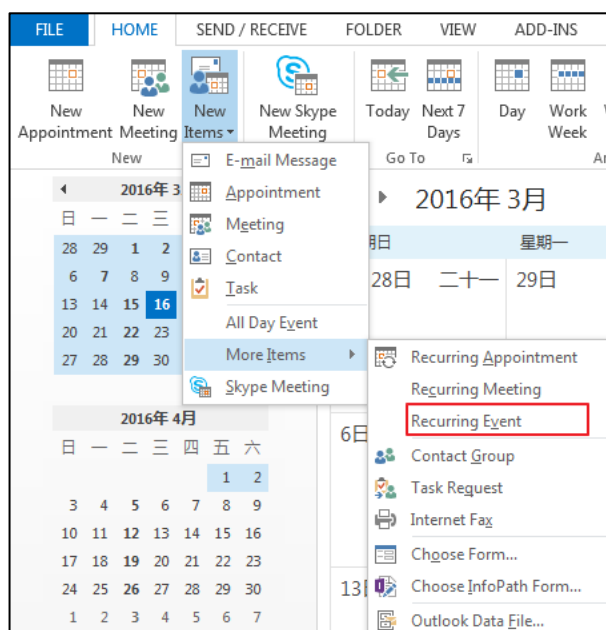 FILE HOME SEND / RECEIVE FOLDER VIEW ADD-INS
New Appointment
New Meeting
New Items
New Skype Meeting
Today
Next 7 Days
Day
Work Week
New
Go To
E-mail Message
Appointment
Meeting
Contact
Task
All Day Event
More Items
Skype Meeting
Recurring Appointment
Recurring Meeting
Recurring Event
Contact Group
Task Request
Internet Fax
Choose Form...
Choose InfoPath Form...
Outlook Data File...
2016年 3
日 一 二 三
28 29 1 2
6 7 8 9
13 14 15 16
20 21 22 23
27 28 29 30
2016年 4月
日 一 二 三 四 五 六
1 2
3 4 5 6 7 8 9
10 11 12 13 14 15 16
17 18 19 20 21 22 23
24 25 26 27 28 29 30
1 2 3 4 5 6 7
2016年 3月
期日 星期一
28日 二十一 29日
6日
13